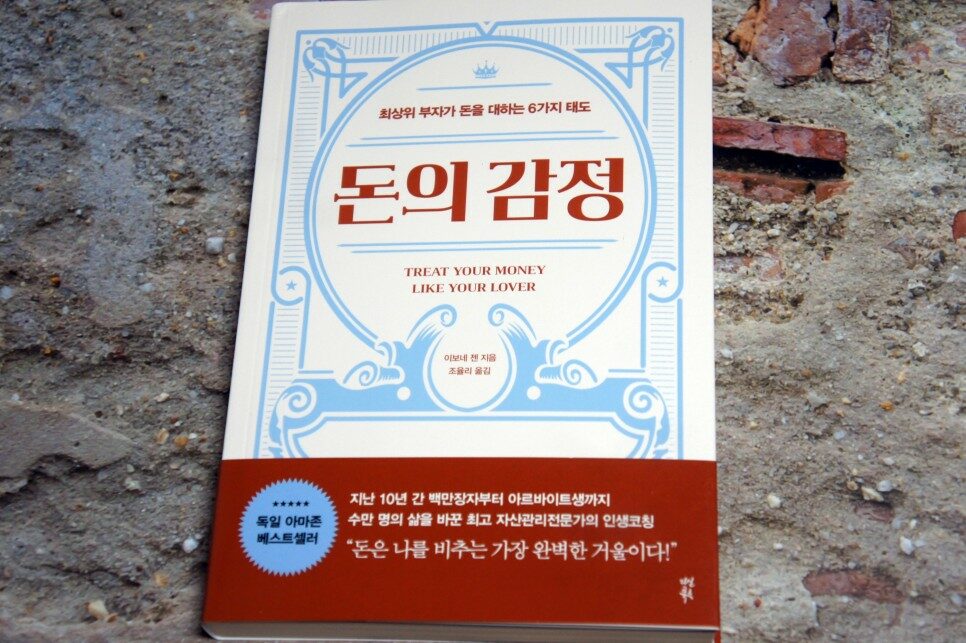 최상위 부자가 돈을 대하는 6가지 태도
돈의 감정
TREAT YOUR MONEY
LIKE YOUR LOVER
이보네 젠 지음
조율리 옮김
★★★★★
독일 아마존
베스트셀러
지난 10년 간 백만장자부터 아르바이트생까지
수만 명의 삶을 바꾼 최고 자산관리전문가의 인생코칭
“돈은 나를 비추는 가장 완벽한 거울이다!”
다산북스